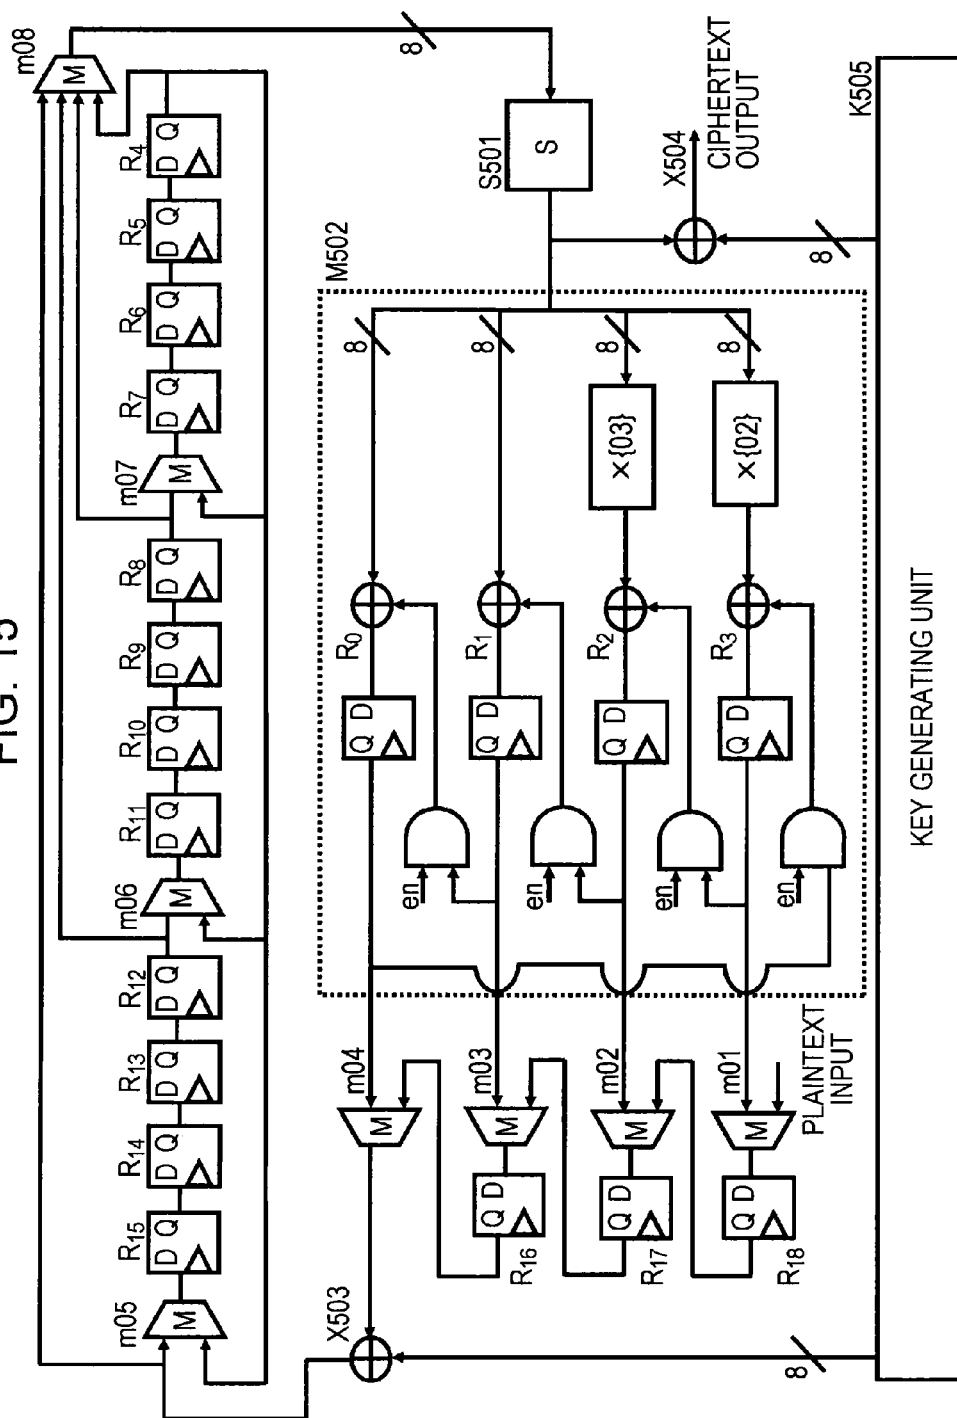 FIG. 15
m08
M
m05
M
R15
D Q
R14
D Q
R13
D Q
R12
D Q
m06
M
R11
D Q
R10
D Q
R9
D Q
R8
D Q
m07
M
R7
D Q
R6
D Q
R5
D Q
R4
D Q
8
X503
m04
M
R0
Q D
8
M502
S501
S
en
R16
Q D
m03
M
R1
Q D
8
en
R17
Q D
m02
M
R2
Q D
×{03}
8
X504
CIPHERTEXT
OUTPUT
en
R18
Q D
m01
M
R3
Q D
×{02}
8
en
PLAINTEXT
INPUT
8
8
K505
KEY GENERATING UNIT